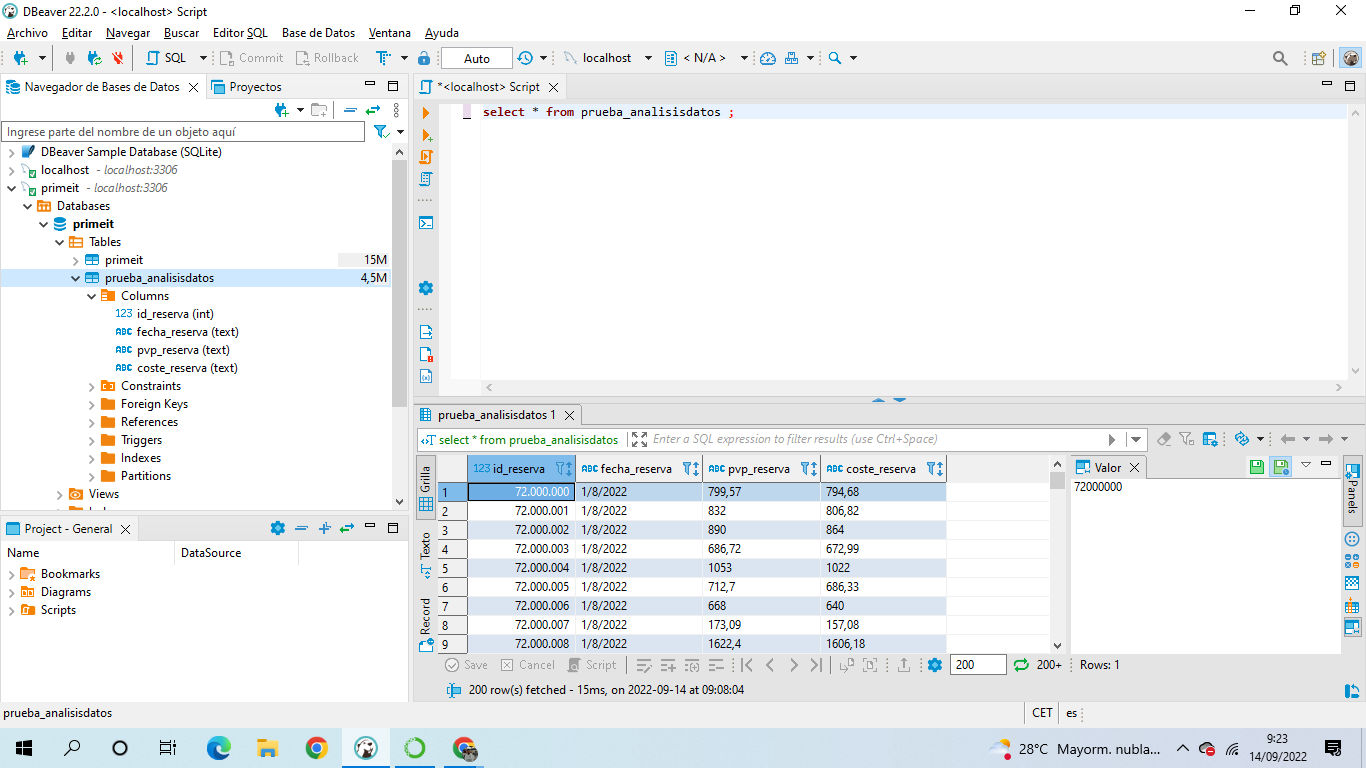 DBeaver 22.2.0 - <localhost> Script
Archivo Editar Navegar Buscar Editor SQL Base de Datos Ventana Ayuda
SQL Commit Rollback Auto localhost < N/A >
Navegador de Bases de Datos Proyectos
Ingrese parte del nombre de un objeto aquí
DBeaver Sample Database (SQLite)
localhost - localhost:3306
primeit - localhost:3306
Databases
primeit
Tables
primeit 15M
prueba_analisisdatos 4,5M
Columns
123 id_reserva (int)
ABC fecha_reserva (text)
ABC pvp_reserva (text)
ABC coste_reserva (text)
Constraints
Foreign Keys
References
Triggers
Indexes
Partitions
Views
Project - General
Name DataSource
Bookmarks
Diagrams
Scripts
*<localhost> Script
select * from prueba_analisisdatos ;
prueba_analisisdatos 1
select * from prueba_analisisdatos Enter a SQL expression to filter results (use Ctrl+Space)
Grilla
Texto
Record
123 id_reserva ABC fecha_reserva ABC pvp_reserva ABC coste_reserva
1 72.000.000 1/8/2022 799,57 794,68
2 72.000.001 1/8/2022 832 806,82
3 72.000.002 1/8/2022 890 864
4 72.000.003 1/8/2022 686,72 672,99
5 72.000.004 1/8/2022 1053 1022
6 72.000.005 1/8/2022 712,7 686,33
7 72.000.006 1/8/2022 668 640
8 72.000.007 1/8/2022 173,09 157,08
9 72.000.008 1/8/2022 1622,4 1606,18
Valor
72000000
Panels
Save Cancel Script 200 200+ Rows: 1
200 row(s) fetched - 15ms, on 2022-09-14 at 09:08:04
prueba_analisisdatos CET es
28°C Mayorm. nubla... 9:23
14/09/2022